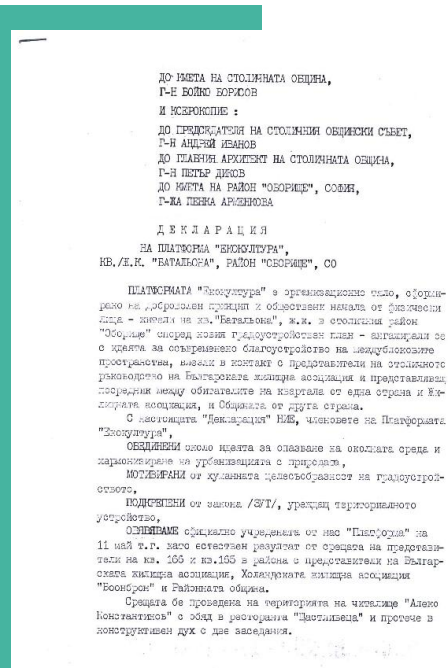 ДО КМЕТА НА СТОЛИЧНАТА ОБЩИНА,
Г-Н БОЙКО БОРИСОВ
И КСЕРОКОПИЕ :
ДО ПРЕДСЕДАТЕЛЯ НА СТОЛИЧНИЯ ОБЩИНСКИ СЪВЕТ,
Г-Н АНДРЕЙ ИВАНОВ
ДО ГЛАВНИЯ АРХИТЕКТ НА СТОЛИЧНАТА ОБЩИНА,
Г-Н ПЕТЪР ДИКОВ
ДО КМЕТА НА РАЙОН "ОБОРИЩЕ", СОФИЯ,
Г-ЖА ПЕНКА АРМЕНКОВА
Д Е К Л А Р А Ц И Я
НА ПЛАТФОРМА "ЕКОКУЛТУРА",
КВ./Ж.К. "БАТАЛЬОНА", РАЙОН "ОБОРИЩЕ", СО
ПЛАТФОРМАТА "Екокултура" е организационно тяло, сформи-
рано на доброволен принцип и обществени начала от физически
лица - жители на кв."Батальона", ж.к. в столичния район
"Оборище" според новия градоустройствен план - ангажирали се
с идеята за съвременно благоустройство на междублоковите
пространства, влезли в контакт с представители на столичното
ръководство на Българската жилищна асоциация и представляващ
посредник между обитателите на квартала от една страна и Жи-
лищната асоциация, и Общината от друга страна.
С настоящата "Декларация" НИЕ, членовете на Платформата
"Екокултура",
ОБЕДИНЕНИ около идеята за опазване на околната среда и
хармонизиране на урбанизацията с природата,
МОТИВИРАНИ от хуманната целесъобразност на градоустрой-
ството,
ПОДКРЕПЕНИ от закона /ЗУТ/, уреждащ териториалното
устройство,
ОБЯВЯВАМЕ официално учредената от нас "Платформа" на
11 май т.г. като естествен резултат от срещата на представи-
тели на кв. 166 и кв.165 в района с представители на Българ-
ската жилищна асоциация, Холандската жилищна асоциация
"Воонброн" и Районната община.
Срещата бе проведена на територията на читалище "Алеко
Константинов" с обяд в ресторанта "Щастливеца" и протече в
конструктивен дух с две заседания.